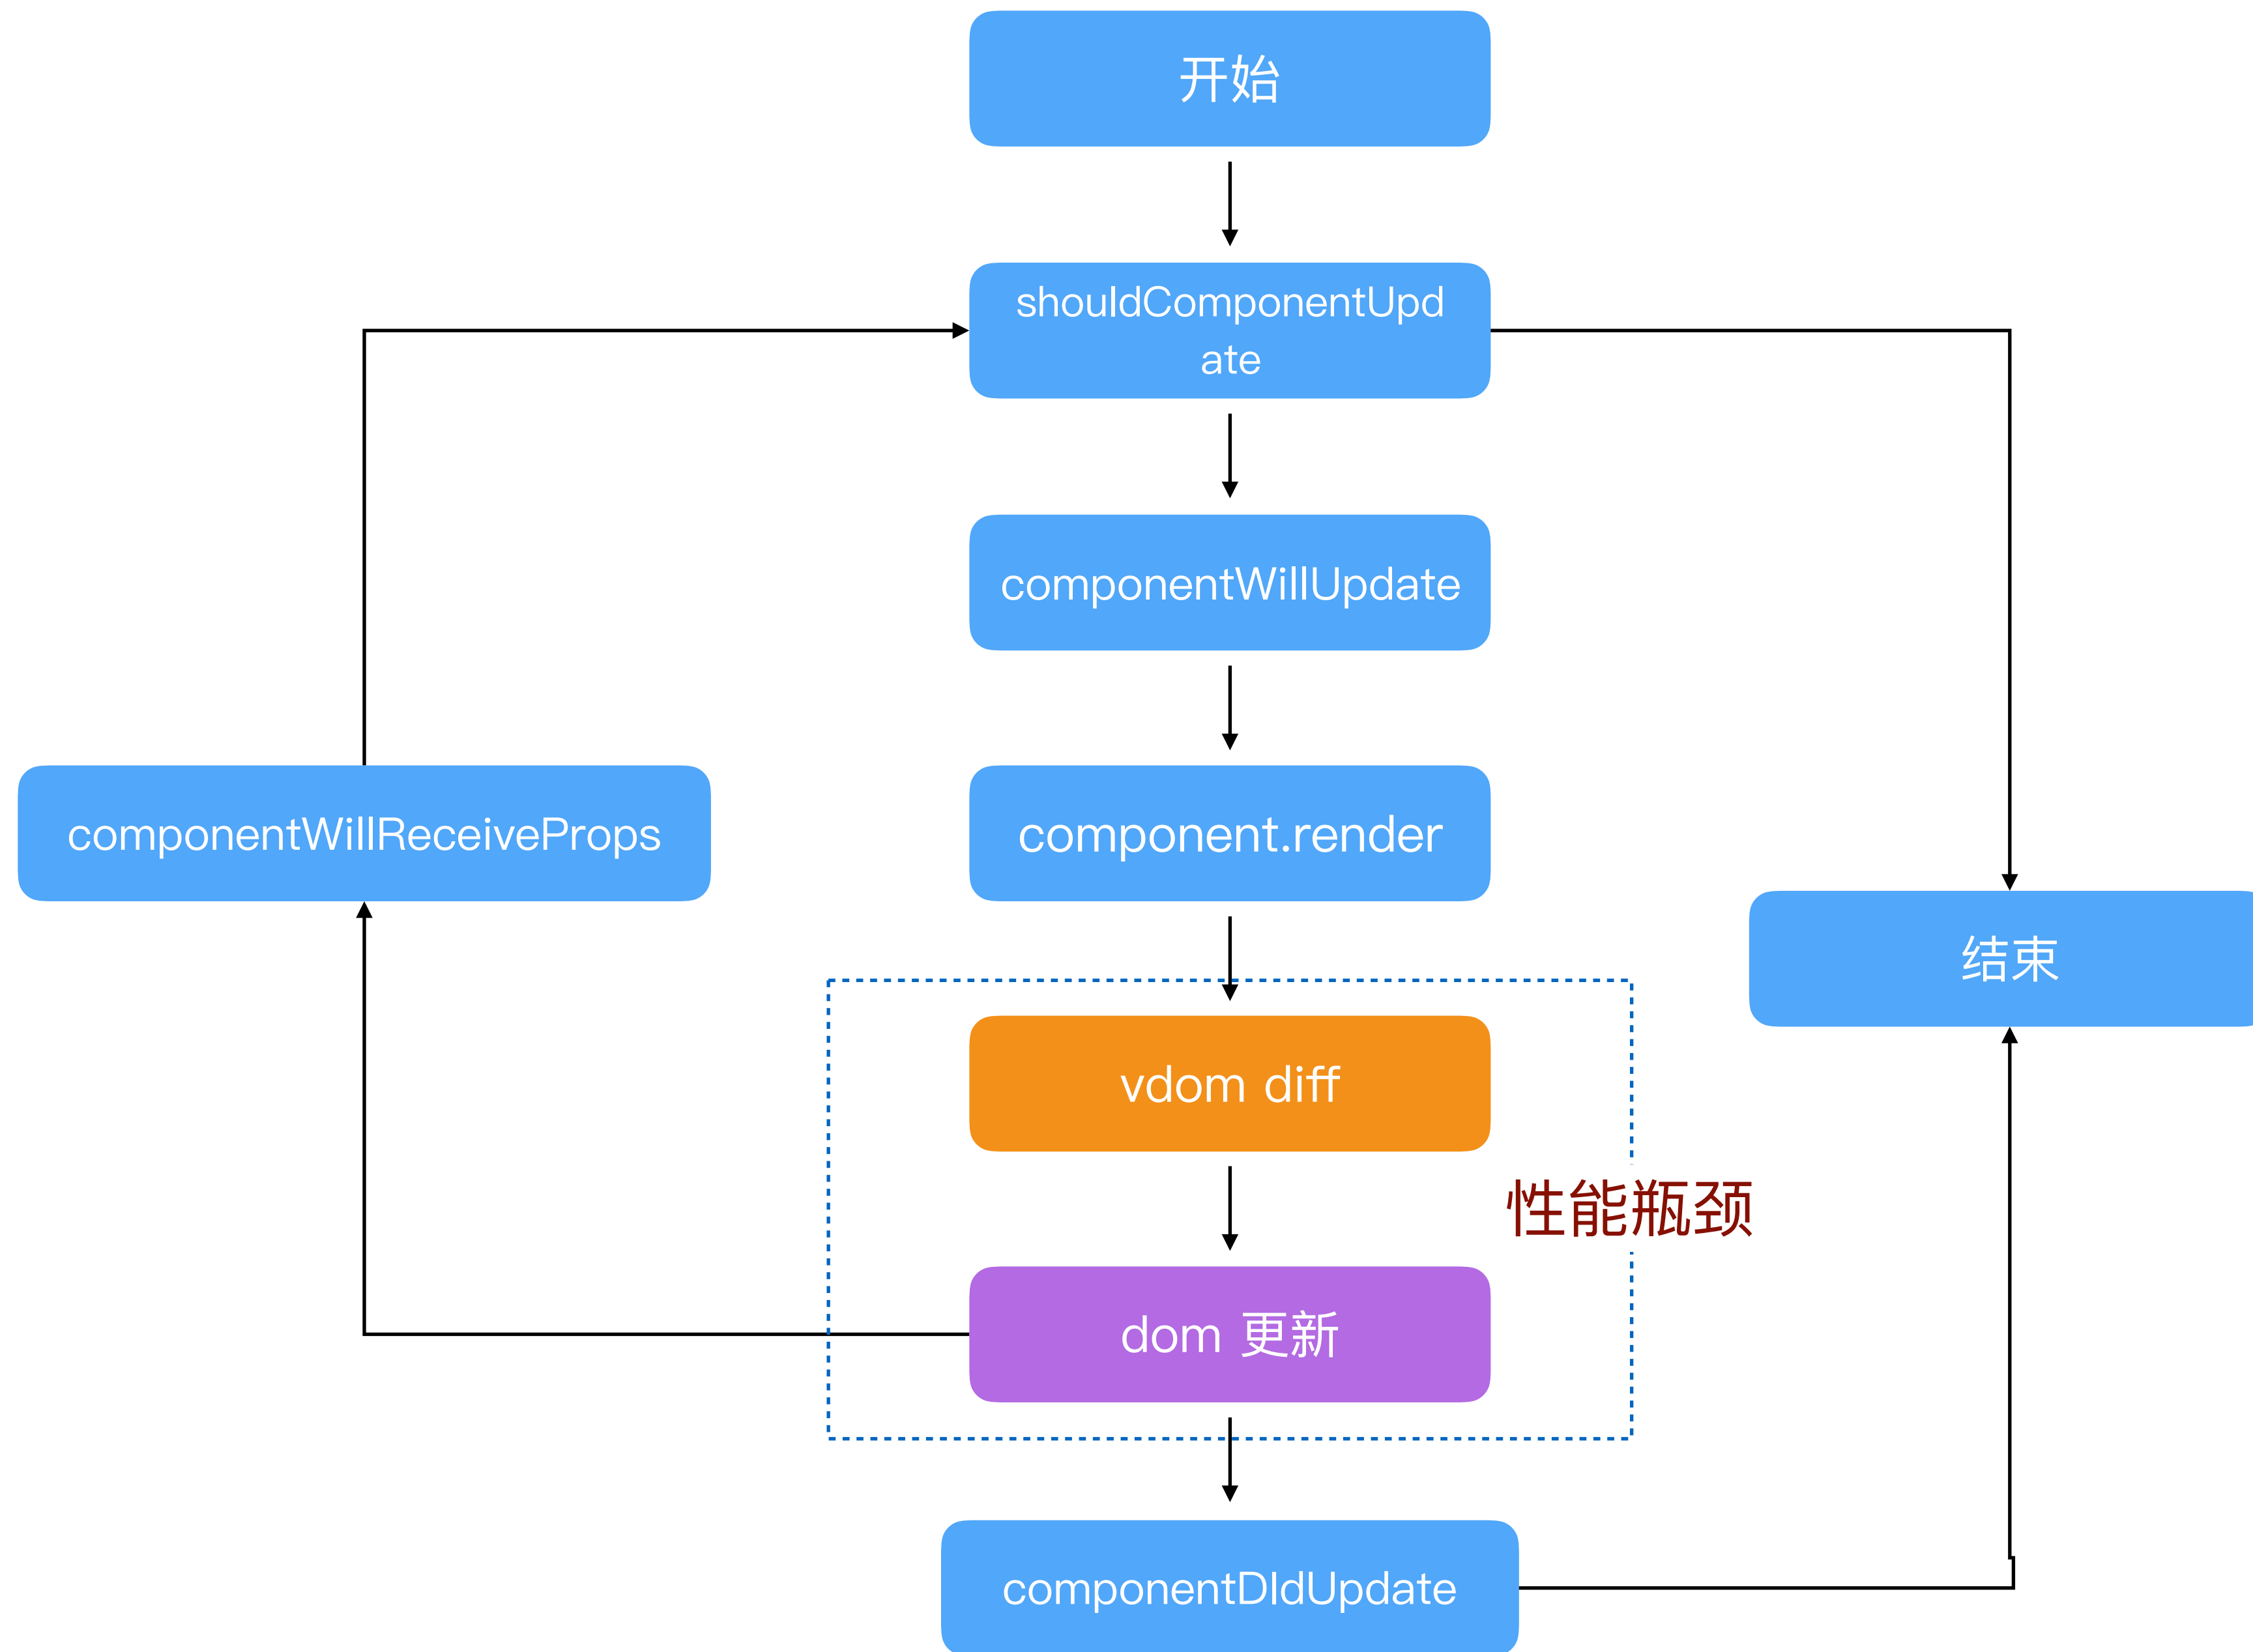 开始
shouldComponentUpd
ate
componentWillUpdate
componentWillReceiveProps
component.render
结束
vdom diff
性能瓶颈
dom 更新
componentDIdUpdate